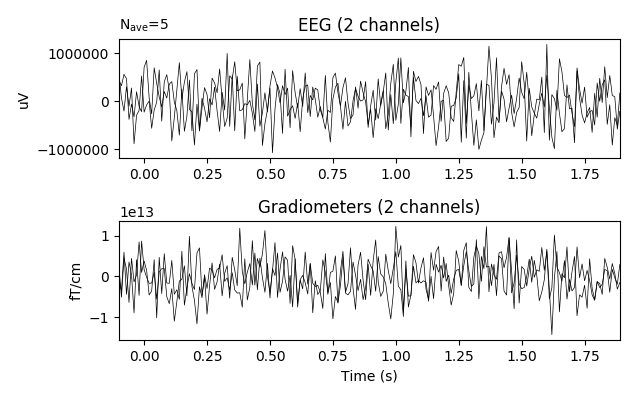 N_ave=5
EEG (2 channels)
1000000
0
−1000000
uV
0.00 0.25 0.50 0.75 1.00 1.25 1.50 1.75
1e13
Gradiometers (2 channels)
1
0
−1
fT/cm
0.00 0.25 0.50 0.75 1.00 1.25 1.50 1.75
Time (s)